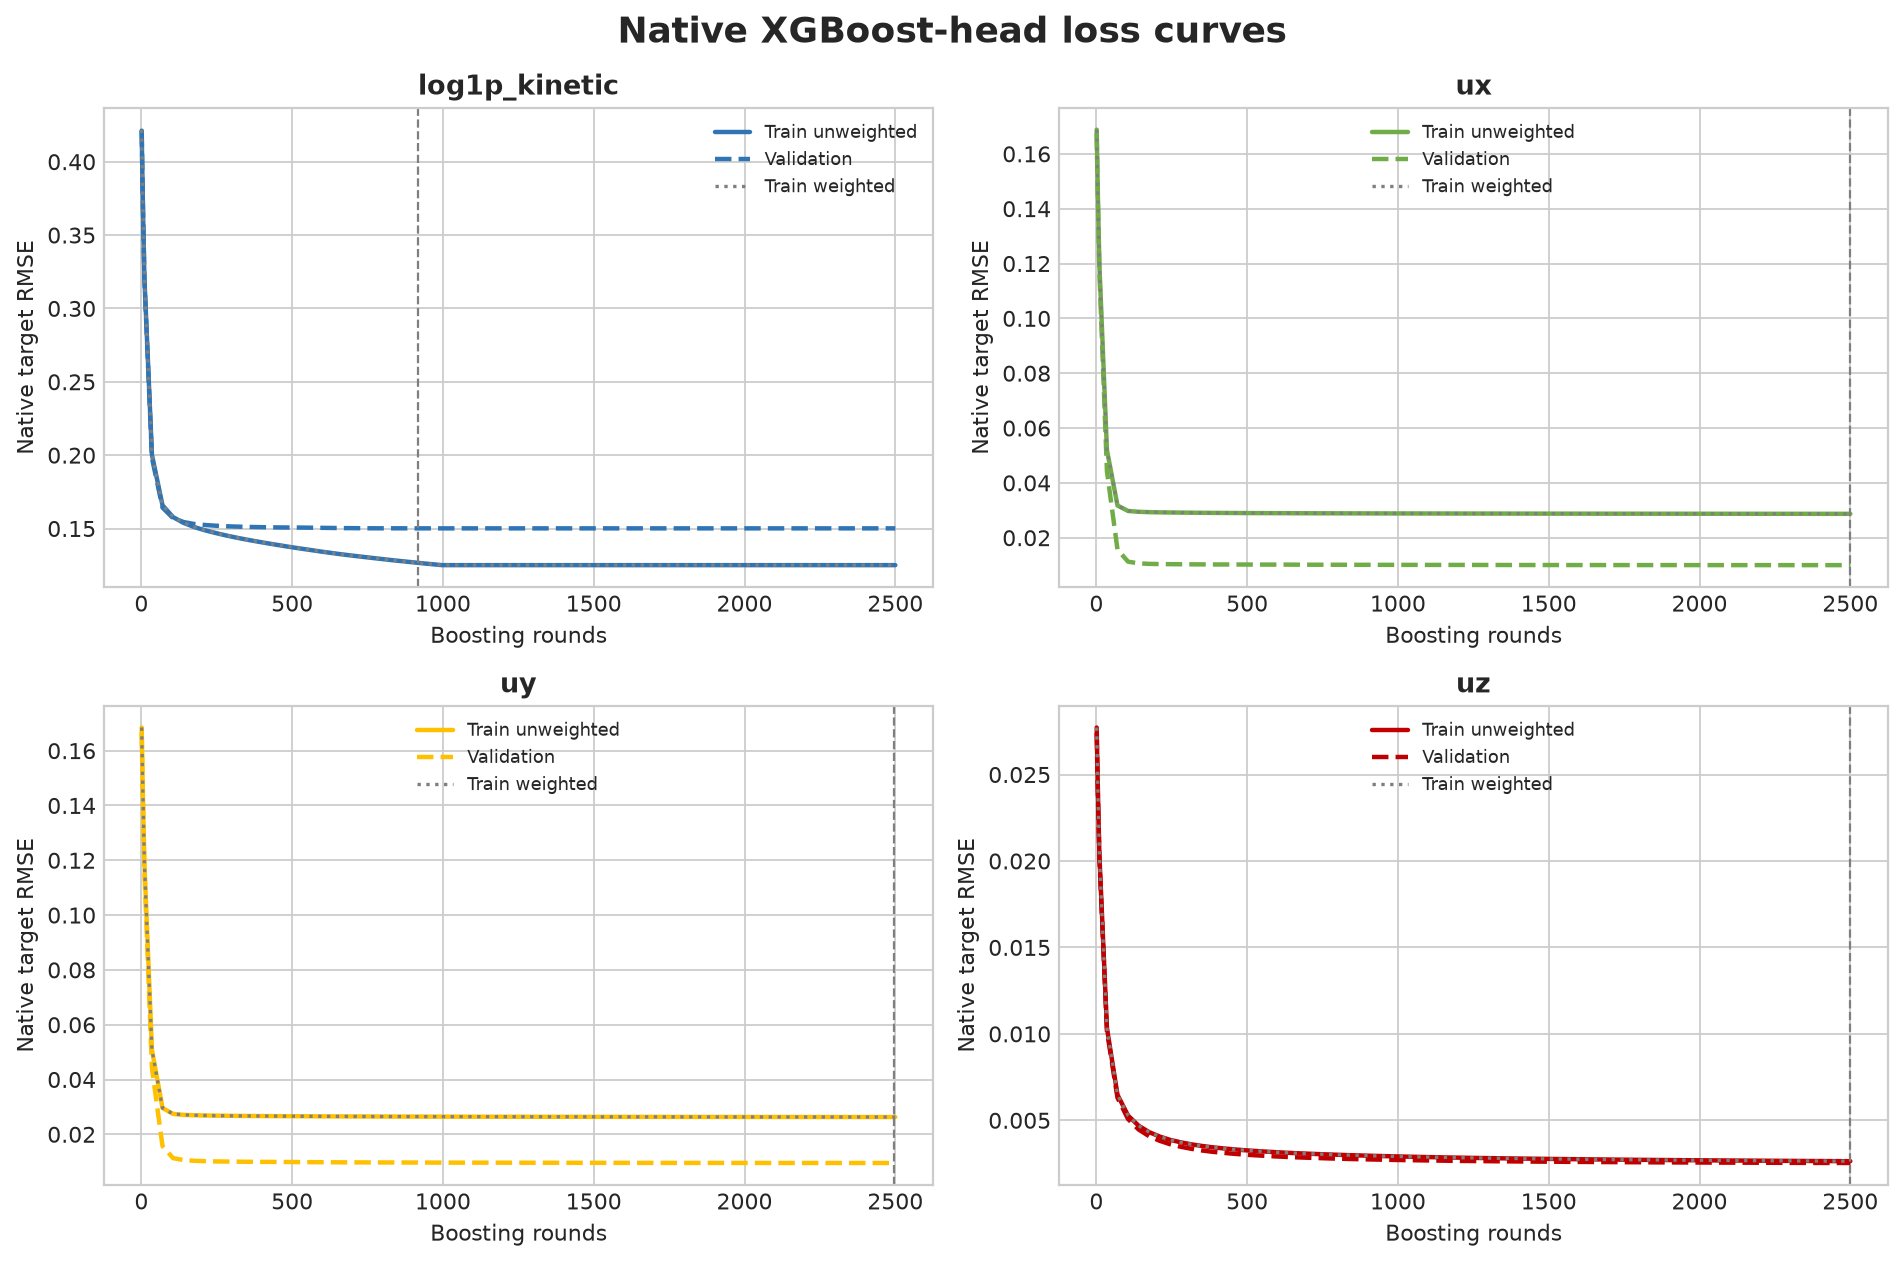 Native XGBoost-head loss curves
log1p_kinetic
Native target RMSE
0.40
0.35
0.30
0.25
0.20
0.15
Train unweighted
Validation
Train weighted
0 500 1000 1500 2000 2500
Boosting rounds
ux
Native target RMSE
0.16
0.14
0.12
0.10
0.08
0.06
0.04
0.02
Train unweighted
Validation
Train weighted
0 500 1000 1500 2000 2500
Boosting rounds
uy
Native target RMSE
0.16
0.14
0.12
0.10
0.08
0.06
0.04
0.02
Train unweighted
Validation
Train weighted
0 500 1000 1500 2000 2500
Boosting rounds
uz
Native target RMSE
0.025
0.020
0.015
0.010
0.005
Train unweighted
Validation
Train weighted
0 500 1000 1500 2000 2500
Boosting rounds